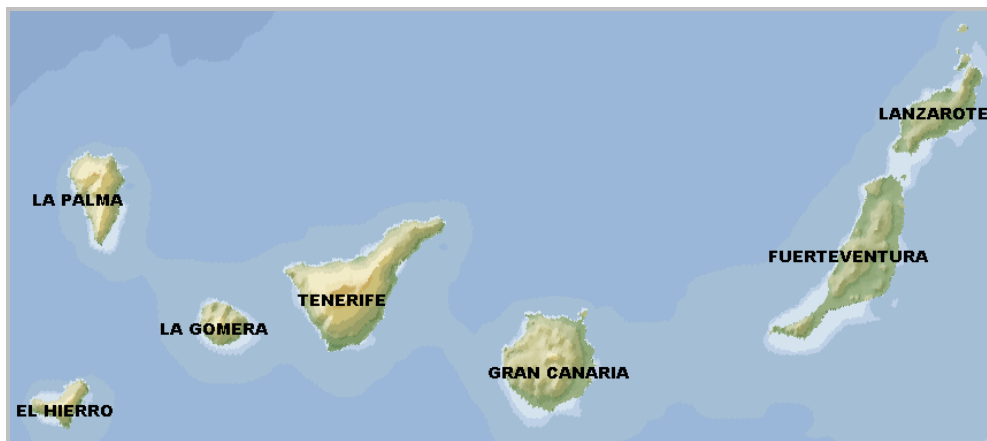 LANZAROTE
LA PALMA
FUERTEVENTURA
TENERIFE
LA GOMERA
GRAN CANARIA
EL HIERRO